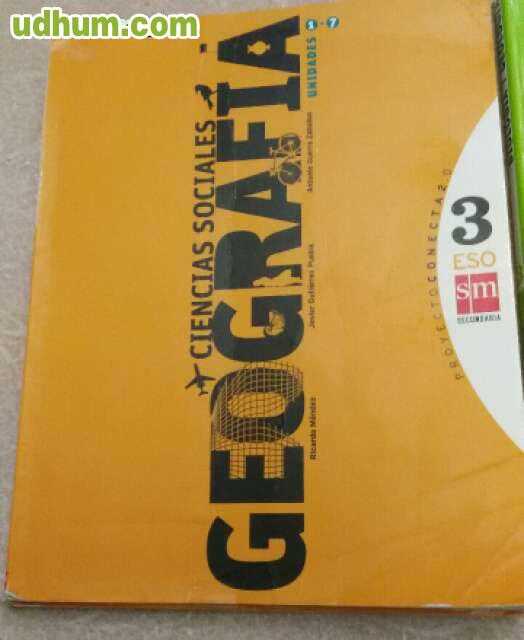 udhum.com
CIENCIAS SOCIALES
GEOGRAFÍA
UNIDADES 1-7
Ricardo Méndez
Javier Gutiérrez Puebla
Antonio Guerra Zaballos
PROYECTO CONECTA 2.0
3
ESO
sm
SECUNDARIA